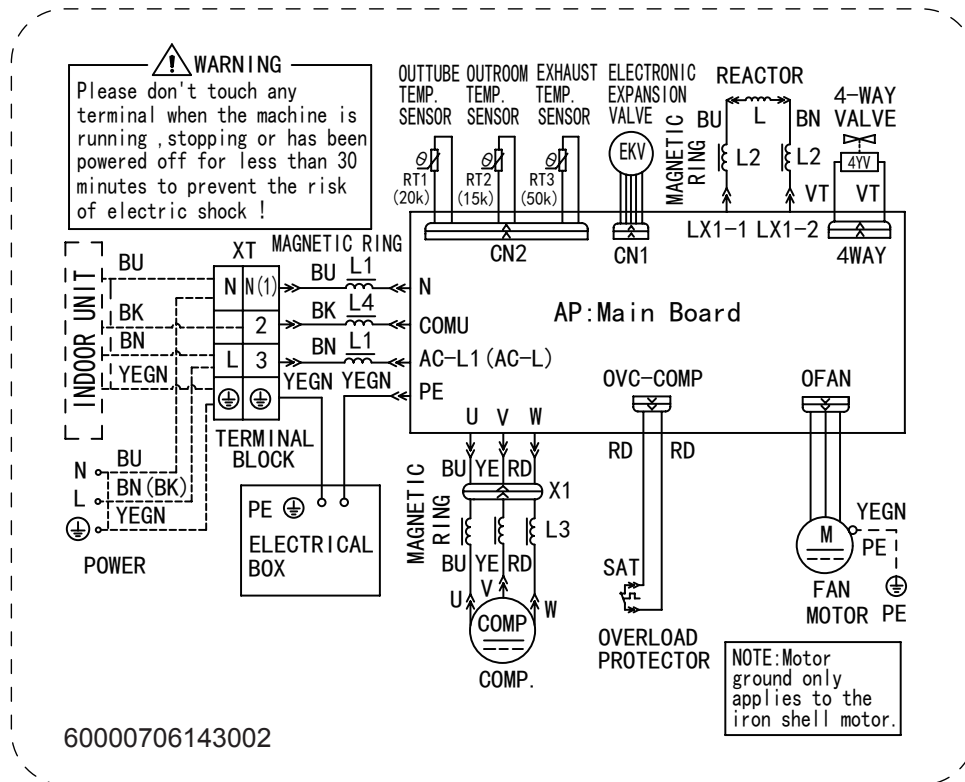 WARNING
Please don't touch any
terminal when the machine is
running ,stopping or has been
powered off for less than 30
minutes to prevent the risk
of electric shock !
OUTTUBE OUTROOM EXHAUST ELECTRONIC
TEMP. TEMP. TEMP. EXPANSION
SENSOR SENSOR SENSOR VALVE
REACTOR
4-WAY
VALVE
MAGNETIC
RING
BU L BN
L2 L2
EKV
4YV
RT1 RT2 RT3
(20k) (15k) (50k)
VT VT
CN2 CN1 LX1-1 LX1-2 4WAY
INDOOR UNIT
XT MAGNETIC RING
BU
N N(1) BU L1 N
BK
2 BK L4 COMU
BN
L 3 BN L1 AC-L1(AC-L)
YEGN
YEGN YEGN PE
AP:Main Board
OVC-COMP OFAN
U V W
TERMINAL
BLOCK
N BU
L BN(BK)
YEGN
POWER
PE
ELECTRICAL
BOX
MAGNETIC
RING
BU YE RD
X1
L3
BU YE RD
U V W
COMP
COMP.
RD RD
SAT
OVERLOAD
PROTECTOR
M
YEGN
PE
FAN
MOTOR PE
NOTE:Motor
ground only
applies to the
iron shell motor.
60000706143002